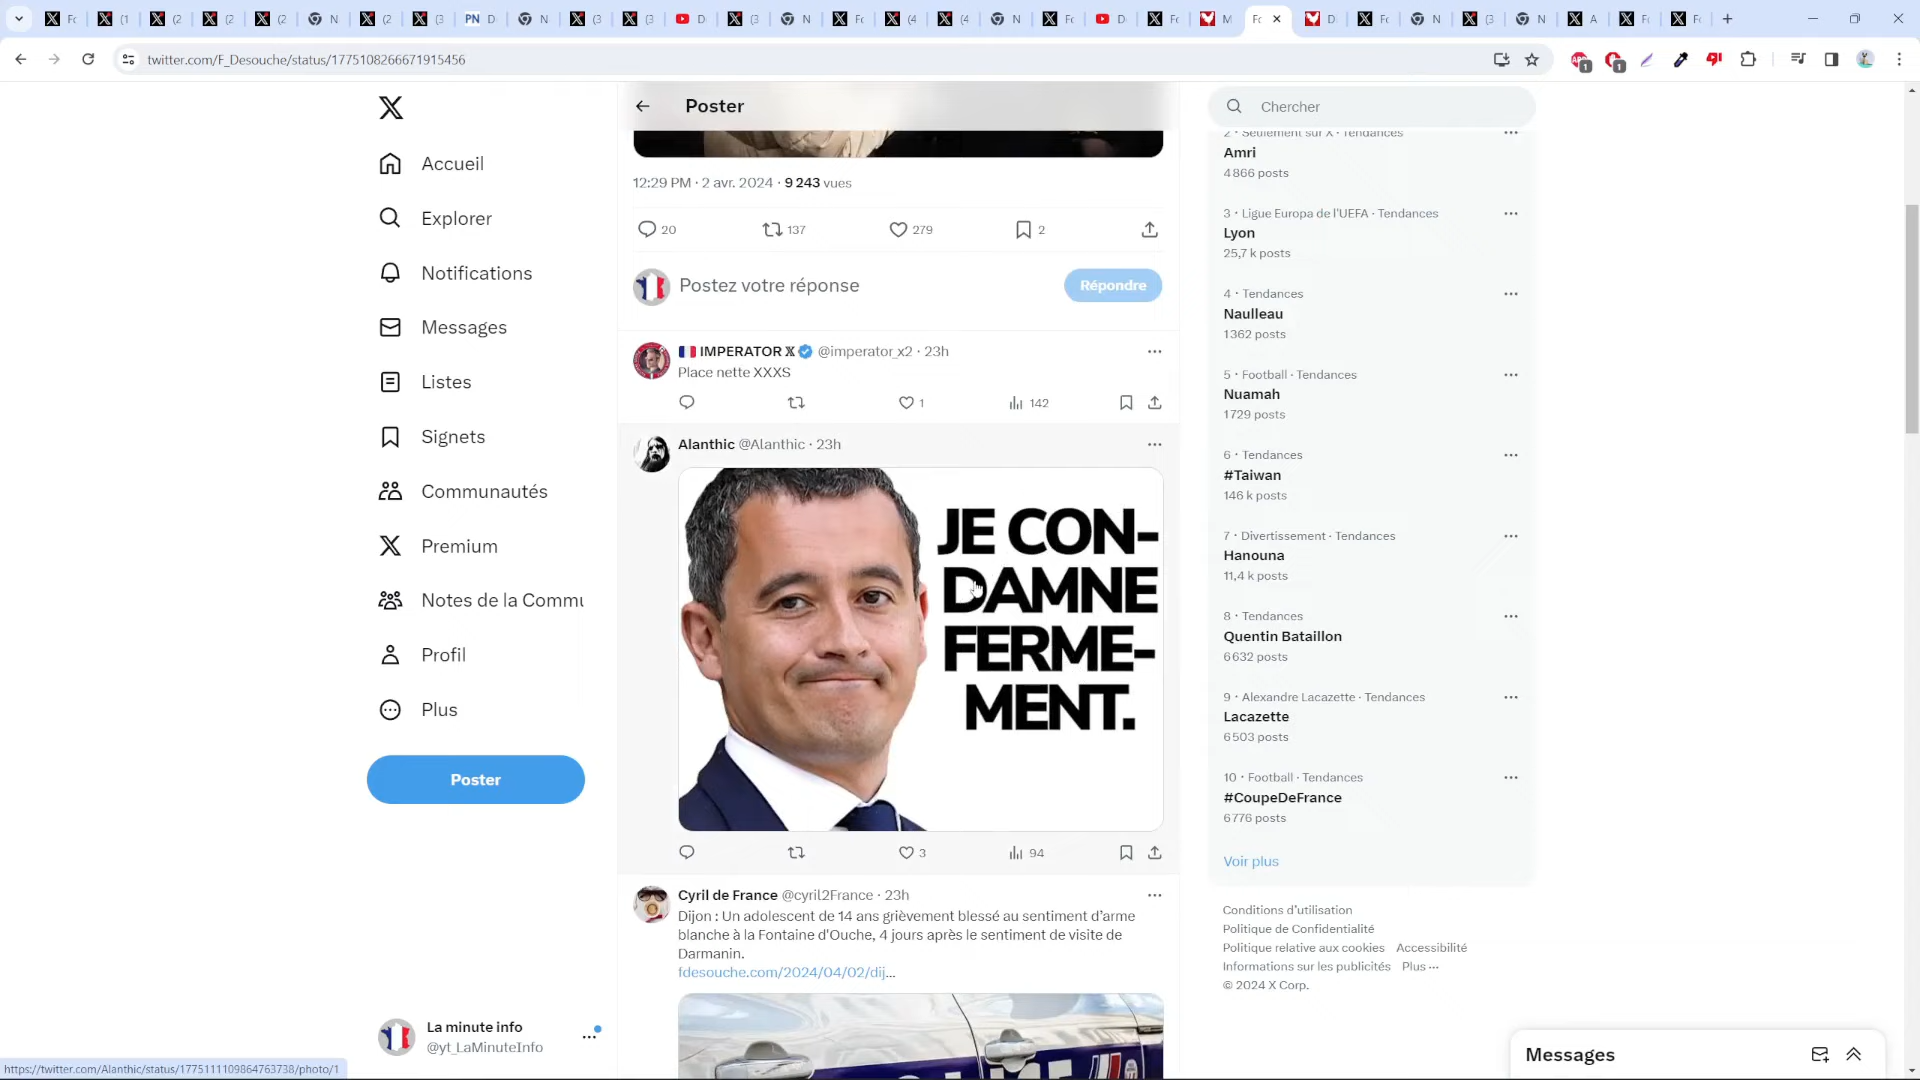 twitter.com/F_Desouche/status/1775108266671915456
Poster
Chercher
Accueil
Explorer
Notifications
Messages
Listes
Signets
Communautés
Premium
Notes de la Commu
Profil
Plus
Poster
La minute info
@yt_LaMinuteInfo
12:29 PM · 2 avr. 2024 · 9 243 vues
20
137
279
2
Postez votre réponse
Répondre
IMPERATOR 𝕏 @imperator_x2 · 23h
Place nette XXXS
1
142
Alanthic @Alanthic · 23h
JE CON-
DAMNE
FERME-
MENT.
3
94
Cyril de France @cyril2France · 23h
Dijon : Un adolescent de 14 ans grièvement blessé au sentiment d’arme
blanche à la Fontaine d'Ouche, 4 jours après le sentiment de visite de
Darmanin.
fdesouche.com/2024/04/02/dij…
2 · Seulement sur X · Tendances
Amri
4 866 posts
3 · Ligue Europa de l'UEFA · Tendances
Lyon
25,7 k posts
4 · Tendances
Naulleau
1 362 posts
5 · Football · Tendances
Nuamah
1 729 posts
6 · Tendances
#Taiwan
146 k posts
7 · Divertissement · Tendances
Hanouna
11,4 k posts
8 · Tendances
Quentin Bataillon
6 632 posts
9 · Alexandre Lacazette · Tendances
Lacazette
6 503 posts
10 · Football · Tendances
#CoupeDeFrance
6 776 posts
Voir plus
Conditions d’utilisation
Politique de Confidentialité
Politique relative aux cookies Accessibilité
Informations sur les publicités Plus ···
© 2024 X Corp.
Messages
https://twitter.com/Alanthic/status/1775111109864763738/photo/1